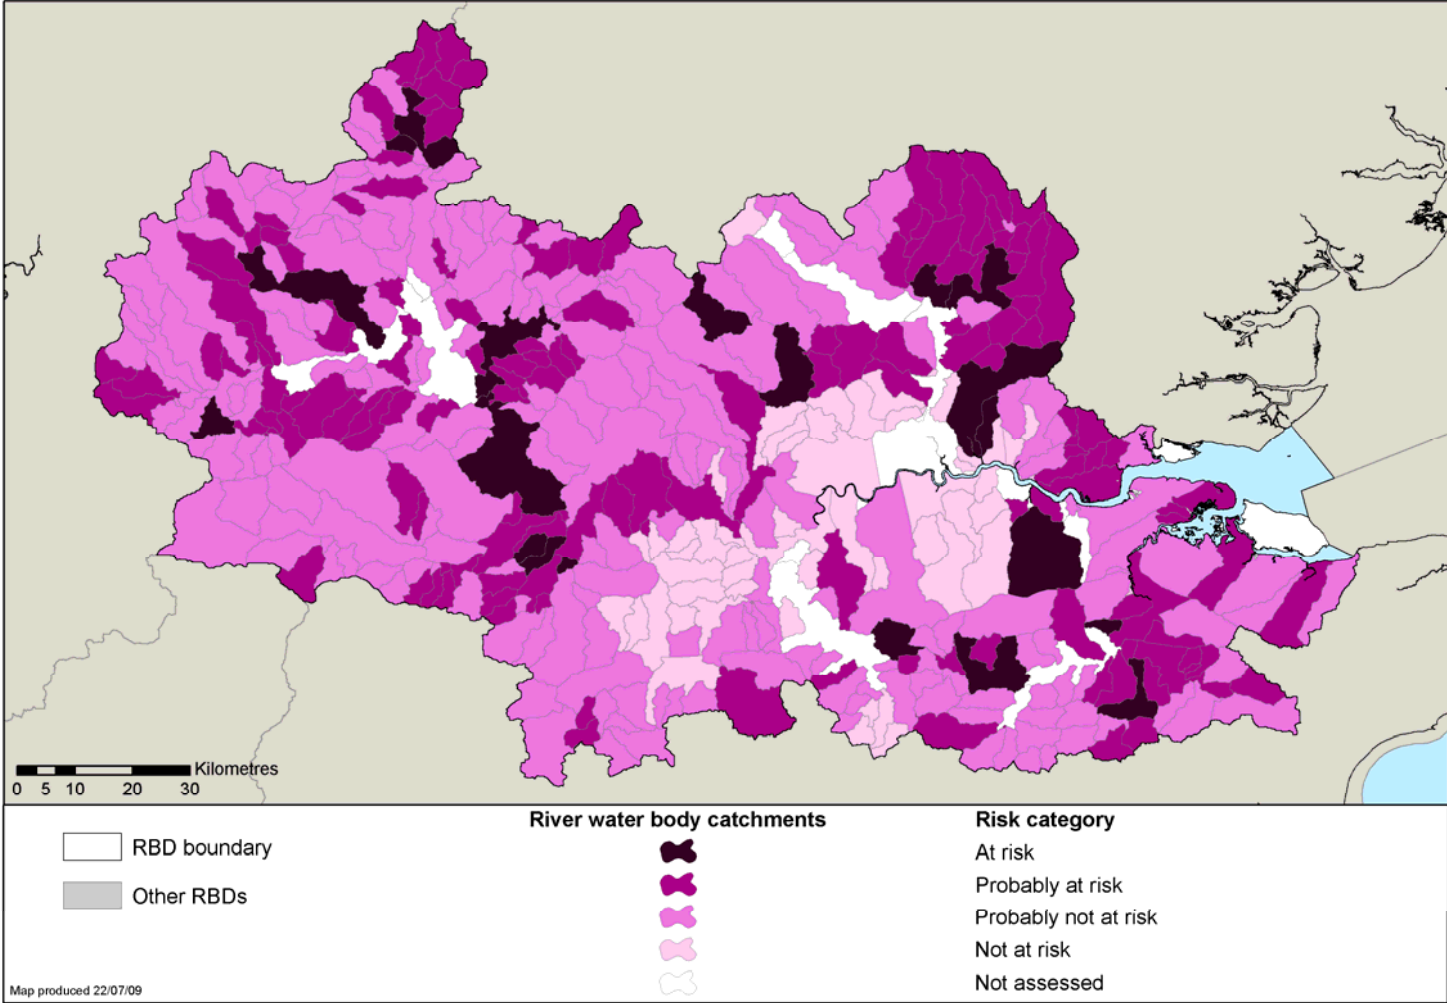 Kilometres
0 5 10 20 30
River water body catchments
Risk category
RBD boundary
At risk
Other RBDs
Probably at risk
Probably not at risk
Not at risk
Not assessed
Map produced 22/07/09